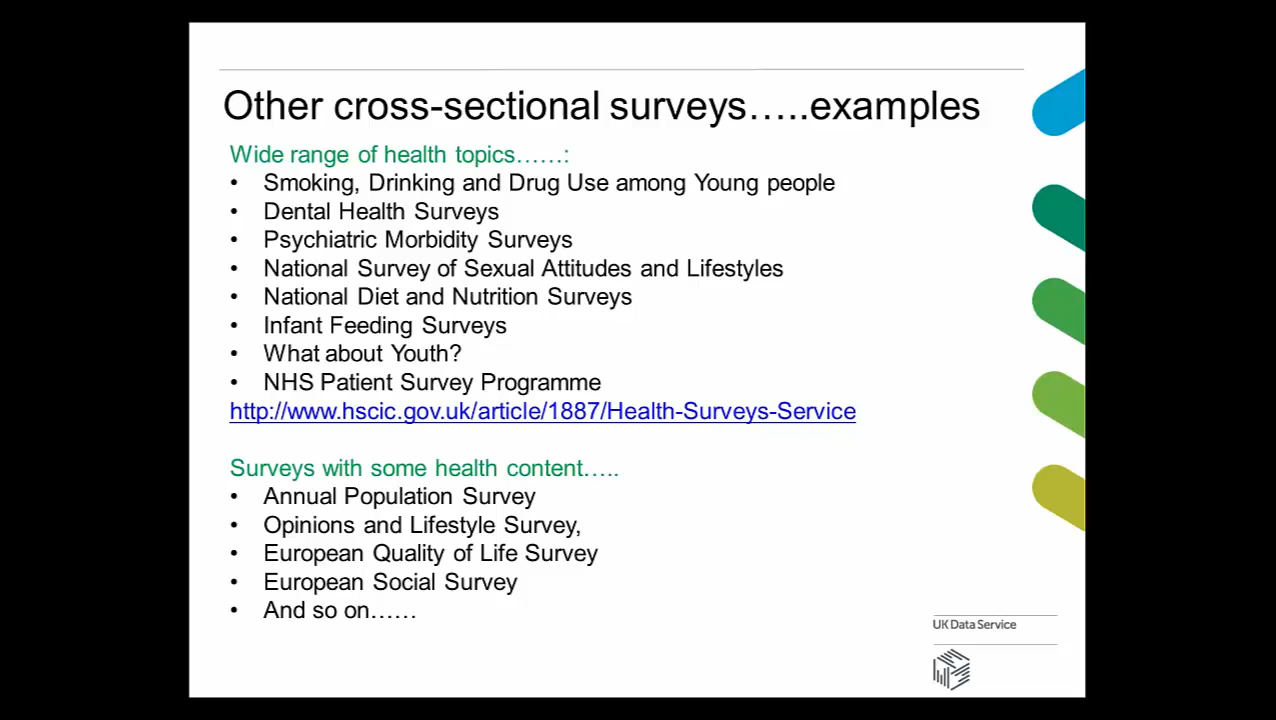 Other cross-sectional surveys…..examples
Wide range of health topics……:
• Smoking, Drinking and Drug Use among Young people
• Dental Health Surveys
• Psychiatric Morbidity Surveys
• National Survey of Sexual Attitudes and Lifestyles
• National Diet and Nutrition Surveys
• Infant Feeding Surveys
• What about Youth?
• NHS Patient Survey Programme
http://www.hscic.gov.uk/article/1887/Health-Surveys-Service
Surveys with some health content…..
• Annual Population Survey
• Opinions and Lifestyle Survey,
• European Quality of Life Survey
• European Social Survey
• And so on……
UK Data Service